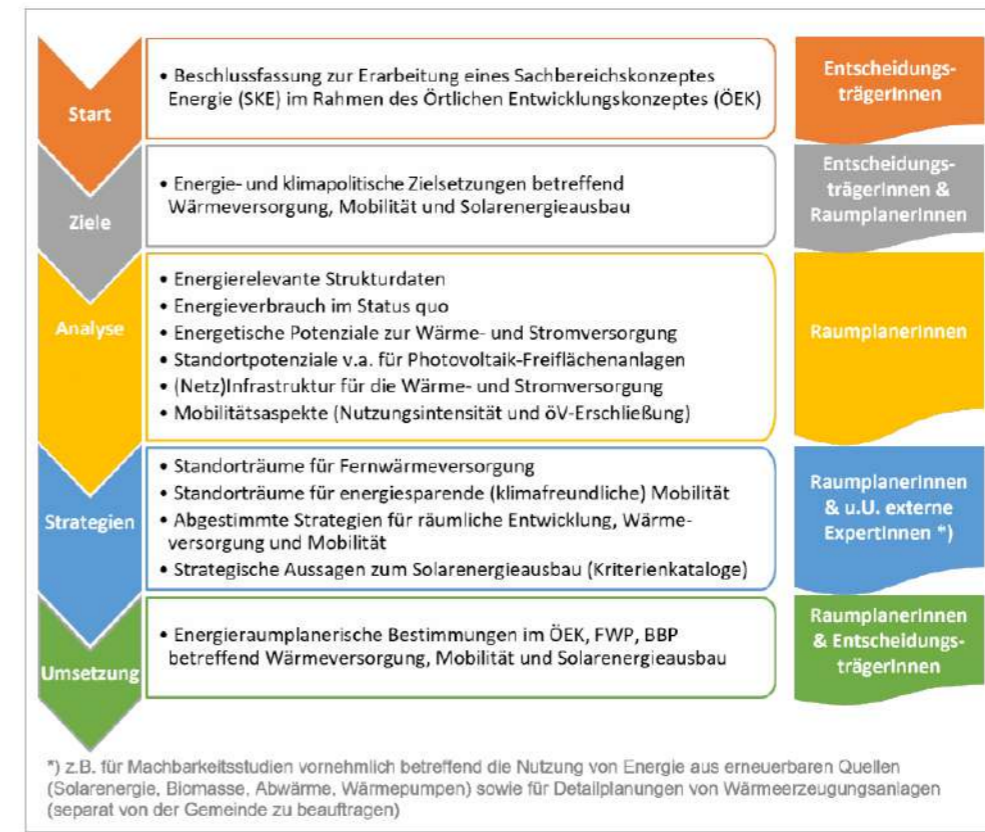 Start
• Beschlussfassung zur Erarbeitung eines Sachbereichskonzeptes
Energie (SKE) im Rahmen des Örtlichen Entwicklungskonzeptes (ÖEK)
Entscheidungs-
trägerInnen
Ziele
• Energie- und klimapolitische Zielsetzungen betreffend
Wärmeversorgung, Mobilität und Solarenergieausbau
Entscheidungs-
trägerInnen &
RaumplanerInnen
Analyse
• Energierelevante Strukturdaten
• Energieverbrauch im Status quo
• Energetische Potenziale zur Wärme- und Stromversorgung
• Standortpotenziale v.a. für Photovoltaik-Freiflächenanlagen
• (Netz)Infrastruktur für die Wärme- und Stromversorgung
• Mobilitätsaspekte (Nutzungsintensität und öV-Erschließung)
RaumplanerInnen
Strategien
• Standorträume für Fernwärmeversorgung
• Standorträume für energiesparende (klimafreundliche) Mobilität
• Abgestimmte Strategien für räumliche Entwicklung, Wärme-
versorgung und Mobilität
• Strategische Aussagen zum Solarenergieausbau (Kriterienkataloge)
RaumplanerInnen
& u.U. externe
ExpertInnen *)
Umsetzung
• Energieraumplanerische Bestimmungen im ÖEK, FWP, BBP
betreffend Wärmeversorgung, Mobilität und Solarenergieausbau
RaumplanerInnen
& Entscheidungs-
trägerInnen
*) z.B. für Machbarkeitsstudien vornehmlich betreffend die Nutzung von Energie aus erneuerbaren Quellen
(Solarenergie, Biomasse, Abwärme, Wärmepumpen) sowie für Detailplanungen von Wärmeerzeugungsanlagen
(separat von der Gemeinde zu beauftragen)